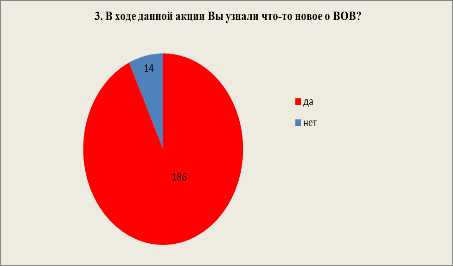 3. В ходе данной акции Вы узнали что-то новое о ВОВ?
14
да
нет
186